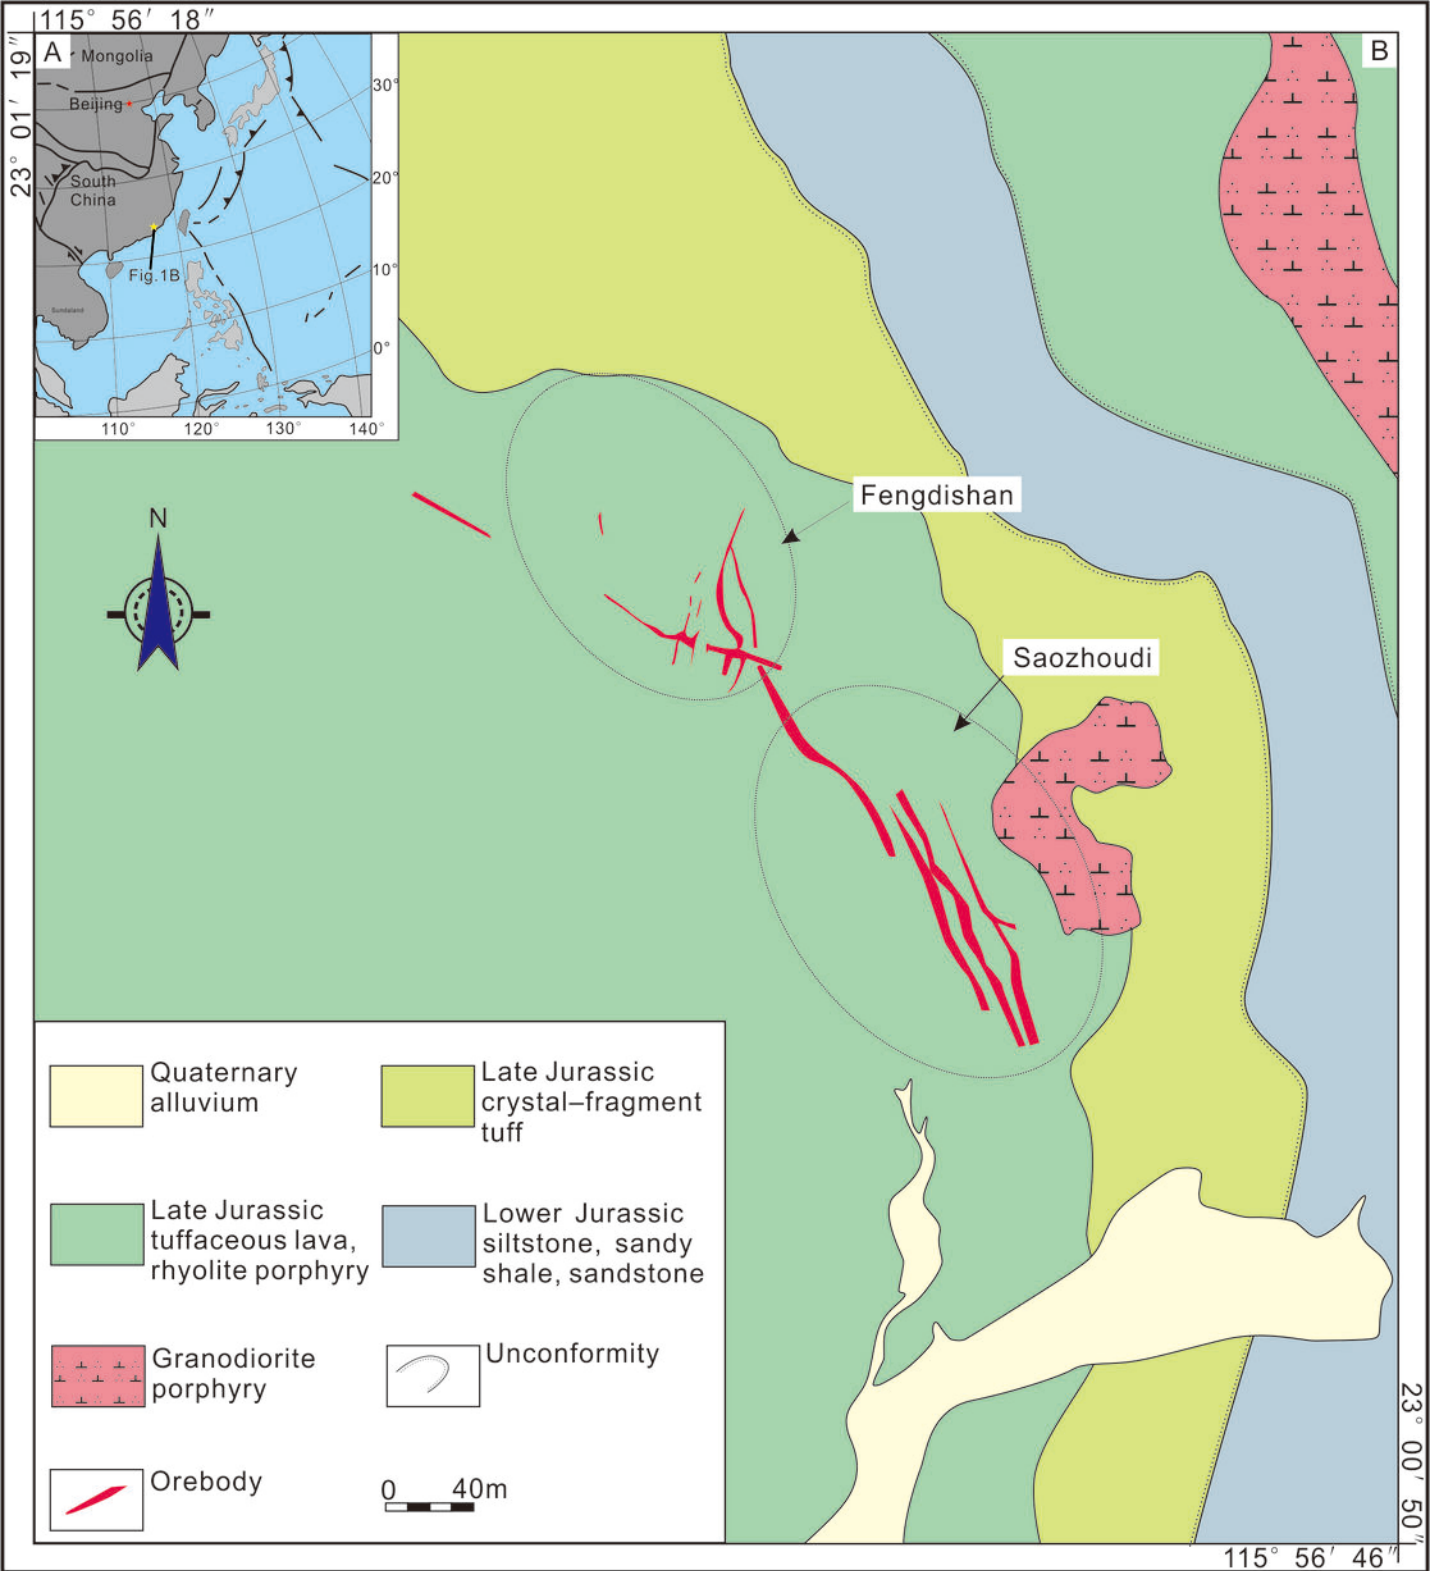 115° 56′ 18″
23° 01′ 19″
A
B
Mongolia
Beijing
South
China
Fig.1B
Sundaland
30°
20°
10°
0°
110°
120°
130°
140°
Fengdishan
N
Saozhoudi
Quaternary
alluvium
Late Jurassic
crystal–fragment
tuff
Late Jurassic
tuffaceous lava,
rhyolite porphyry
Lower Jurassic
siltstone, sandy
shale, sandstone
Granodiorite
porphyry
Unconformity
Orebody
0 40m
23° 00′ 50″
115° 56′ 46″